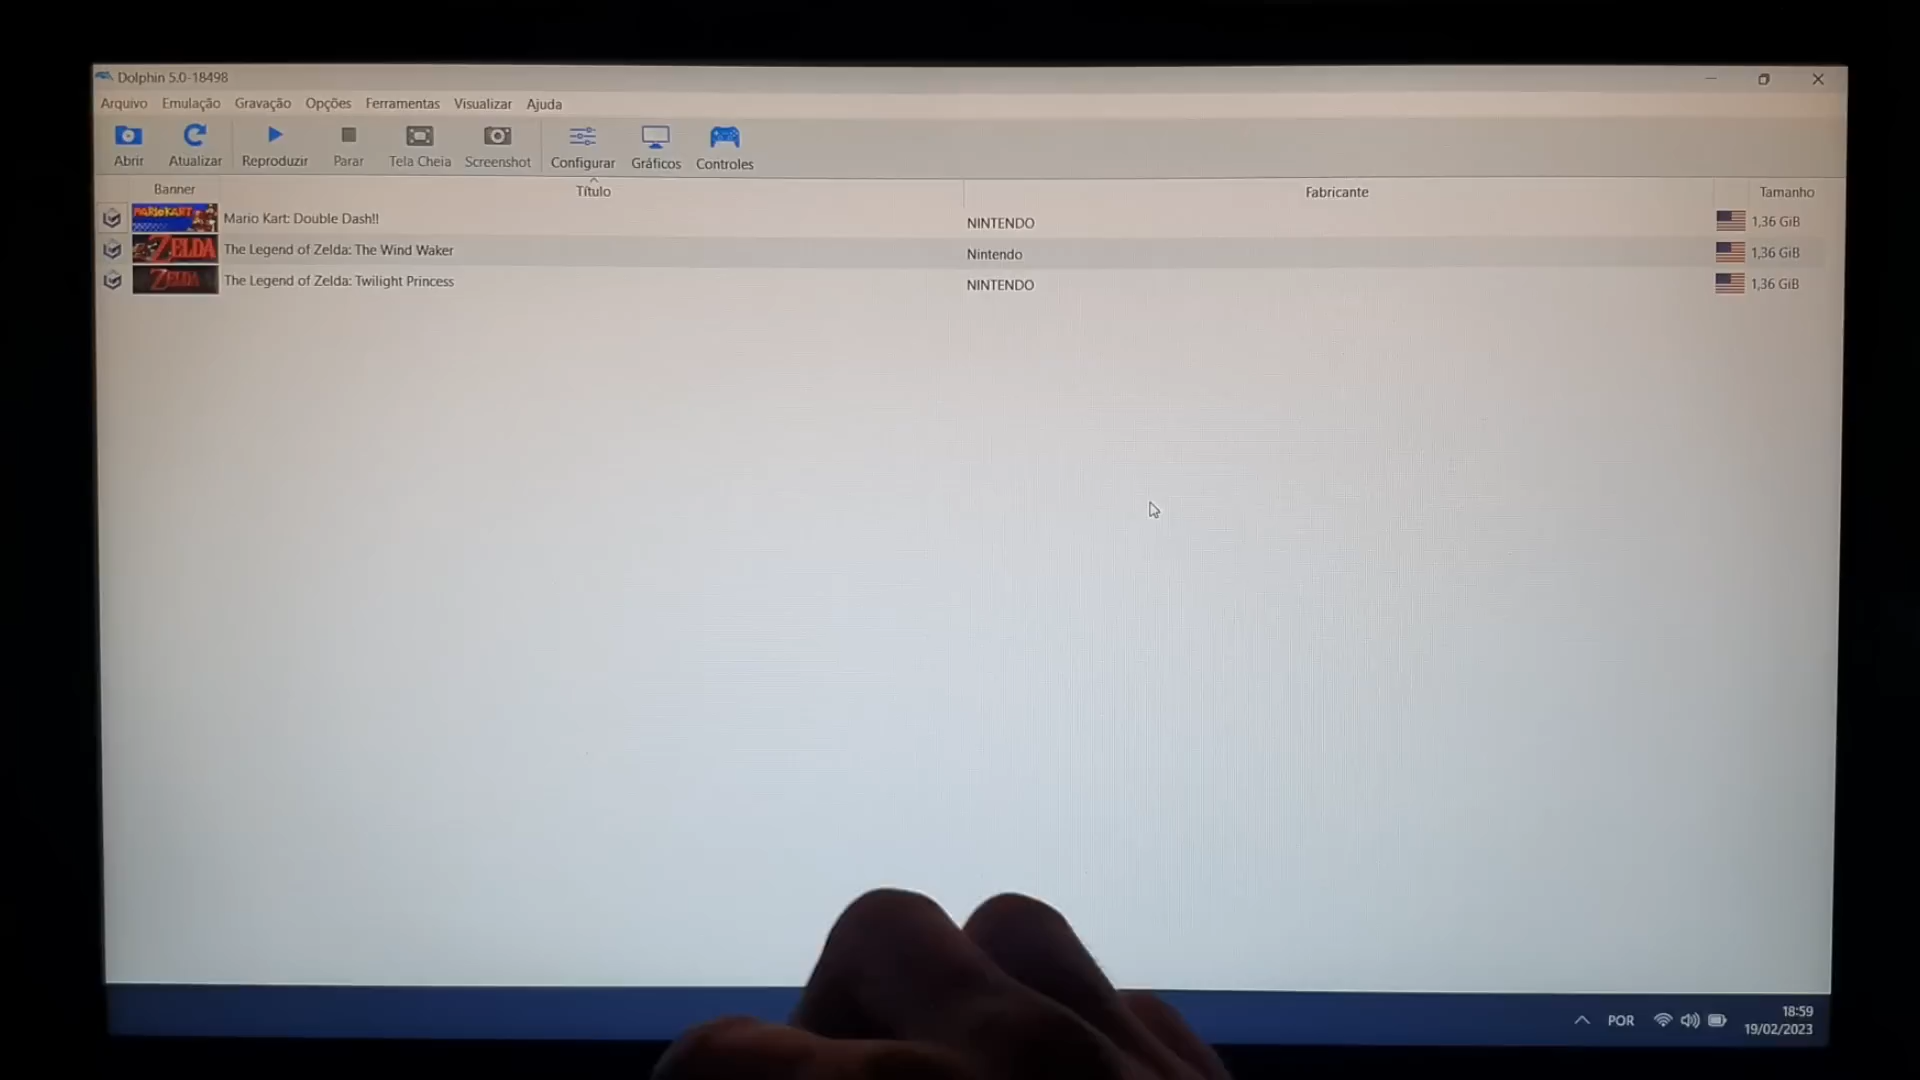 Dolphin 5.0-18498
Arquivo Emulação Gravação Opções Ferramentas Visualizar Ajuda
Abrir Atualizar Reproduzir Parar Tela Cheia Screenshot Configurar Gráficos Controles
Banner Título Fabricante Tamanho
MARIOKART Mario Kart: Double Dash!! NINTENDO 1,36 GiB
ZELDA The Legend of Zelda: The Wind Waker Nintendo 1,36 GiB
ZELDA The Legend of Zelda: Twilight Princess NINTENDO 1,36 GiB
POR 18:59
19/02/2023